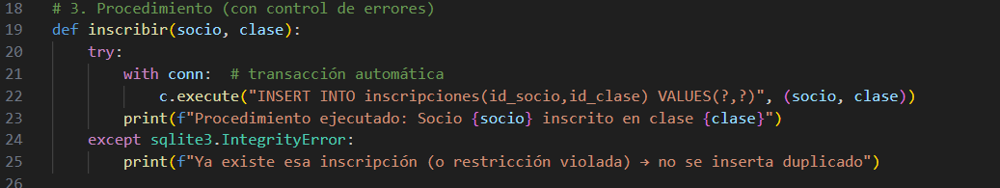 18 # 3. Procedimiento (con control de errores)
19 def inscribir(socio, clase):
20     try:
21         with conn:  # transacción automática
22             c.execute("INSERT INTO inscripciones(id_socio,id_clase) VALUES(?,?)", (socio, clase))
23         print(f"Procedimiento ejecutado: Socio {socio} inscrito en clase {clase}")
24     except sqlite3.IntegrityError:
25         print(f"Ya existe esa inscripción (o restricción violada) → no se inserta duplicado")
26